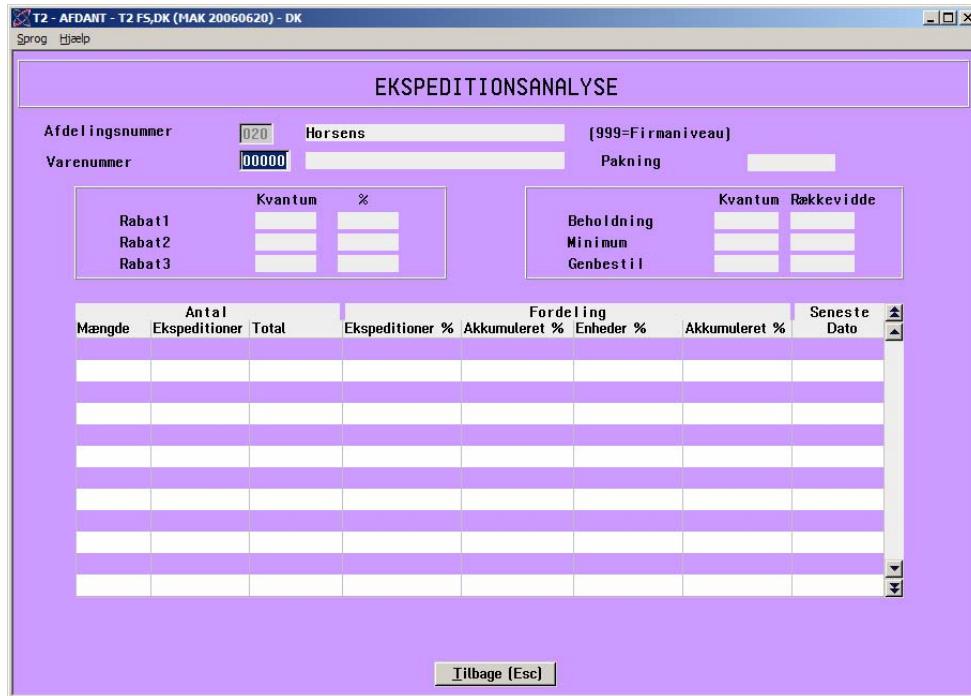 T2 - AFDANT - T2 FS,DK (MAK 20060620) - DK
Sprog Hjælp
EKSPEDITIONSANALYSE
Afdelingsnummer 020 Horsens (999=Firmaniveau)
Varenummer 00000 Pakning
Kvantum %
Rabat1
Rabat2
Rabat3
Kvantum Rækkevidde
Beholdning
Minimum
Genbestil
Antal Fordeling Seneste
Mængde Ekspeditioner Total Ekspeditioner % Akkumuleret % Enheder % Akkumuleret % Dato
Tilbage (Esc)